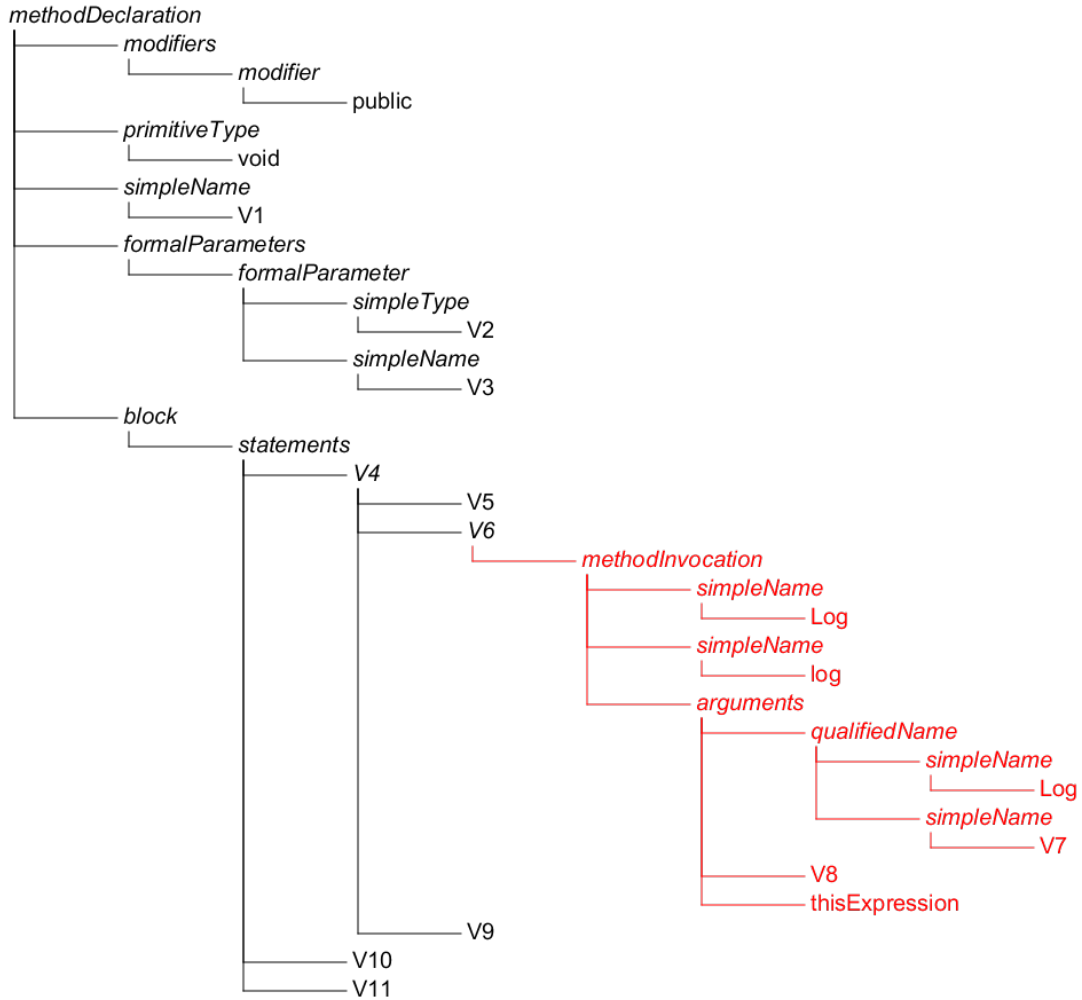 methodDeclaration
modifiers
modifier
public
primitiveType
void
simpleName
V1
formalParameters
formalParameter
simpleType
V2
simpleName
V3
block
statements
V4
V5
V6
methodInvocation
simpleName
Log
simpleName
log
arguments
qualifiedName
simpleName
Log
simpleName
V7
V8
thisExpression
V9
V10
V11